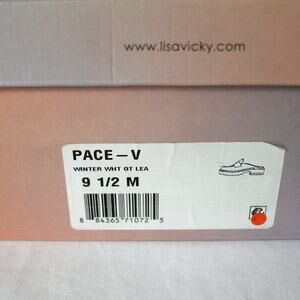 www.lisavicky.com
PACE – V
WINTER WHT GT LEA
9 1/2 M
8 84365 71072 5